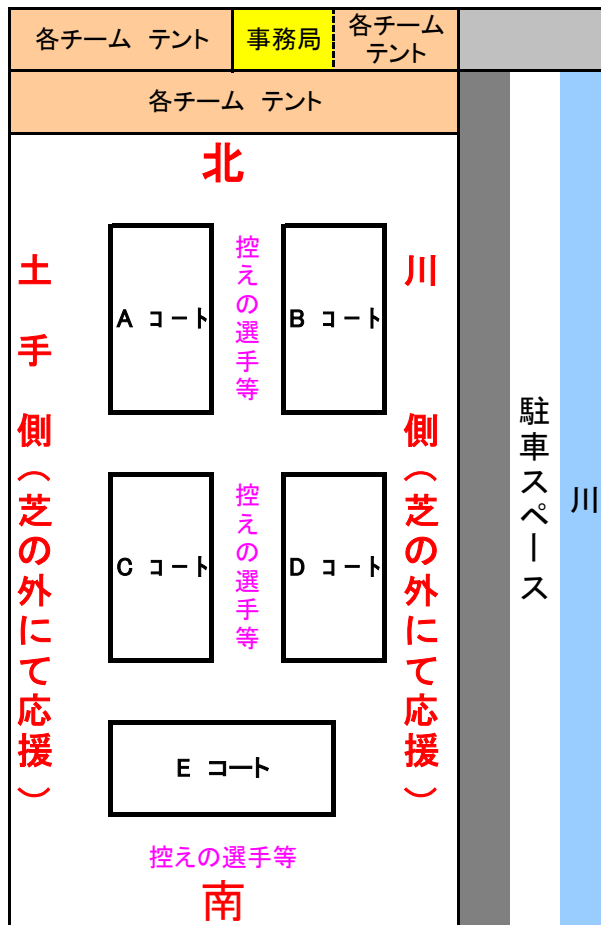 各チーム テント
事務局
各チーム
テント
各チーム テント
北
土手側（芝の外にて応援）
A コート
控えの選手等
B コート
川側（芝の外にて応援）
C コート
控えの選手等
D コート
E コート
控えの選手等
南
駐車スペース
川